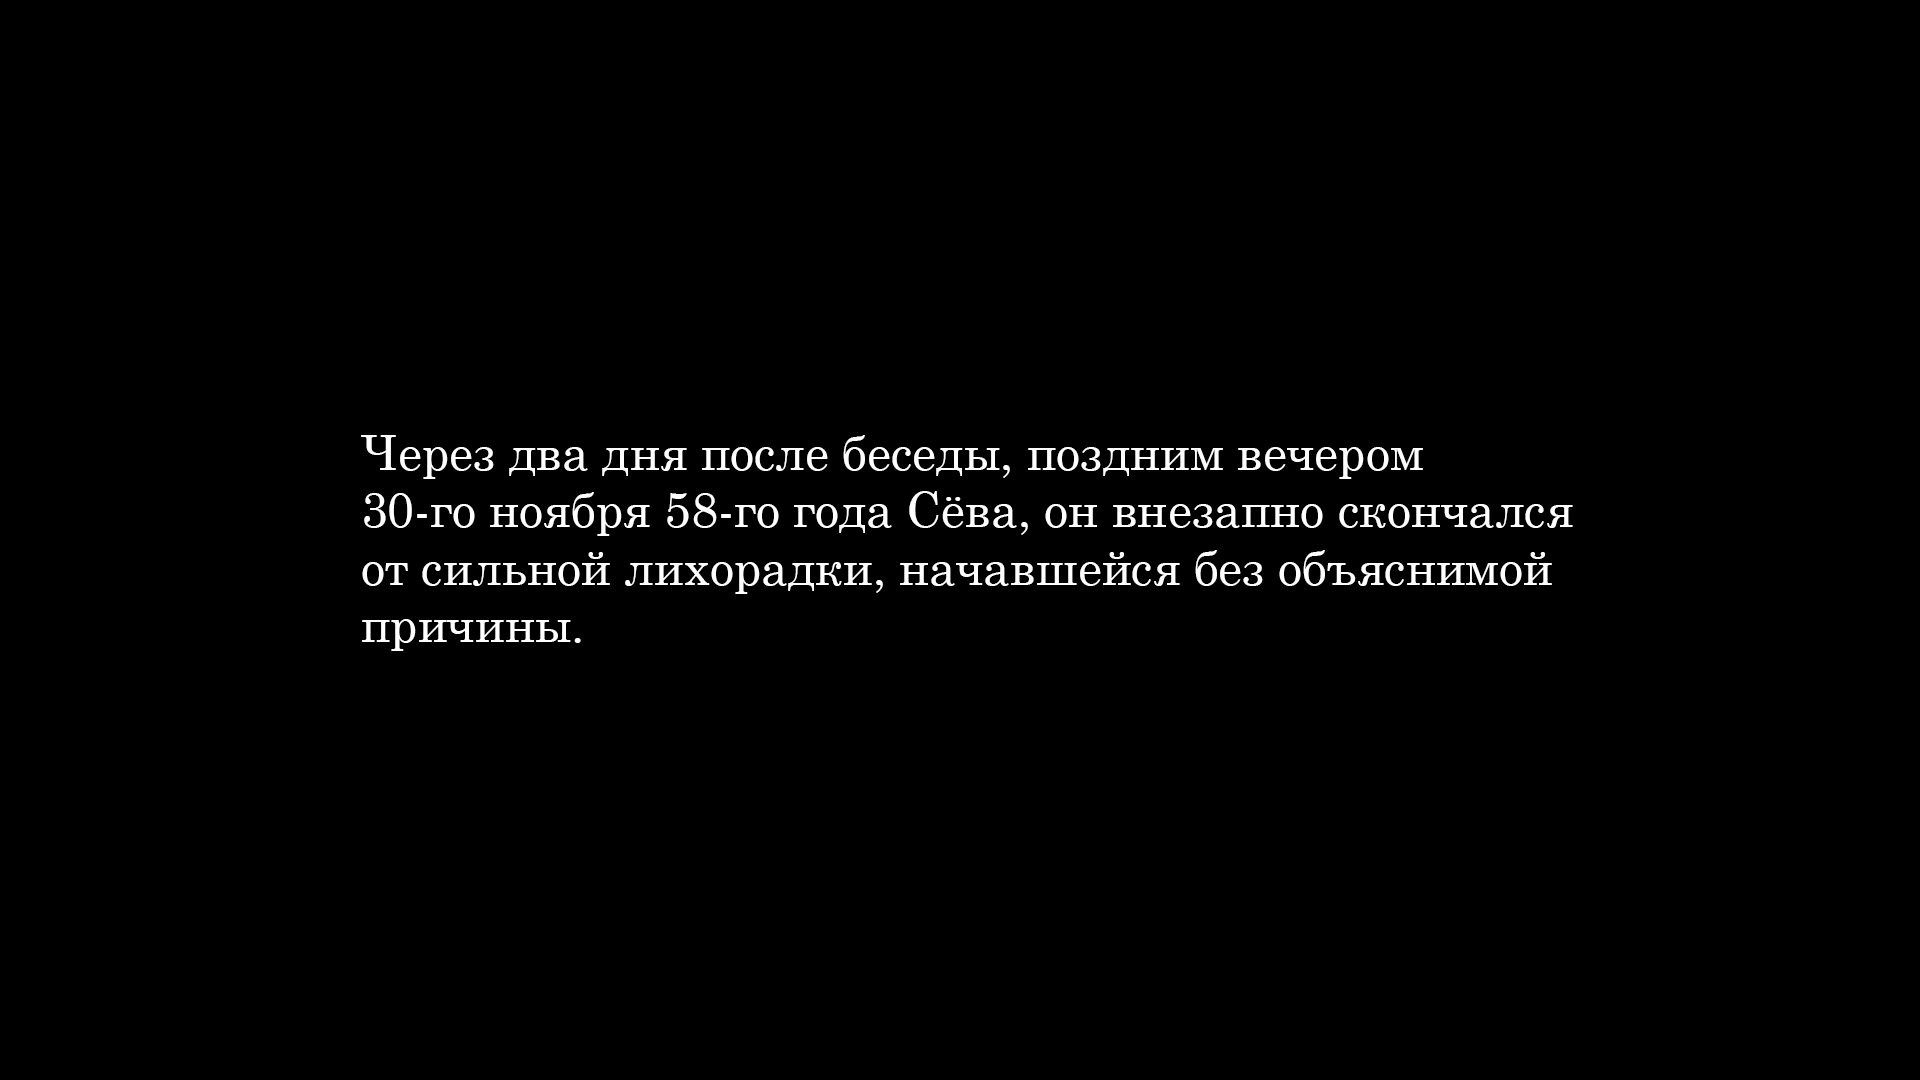 Через два дня после беседы, поздним вечером
30-го ноября 58-го года Сёва, он внезапно скончался
от сильной лихорадки, начавшейся без объяснимой
причины.